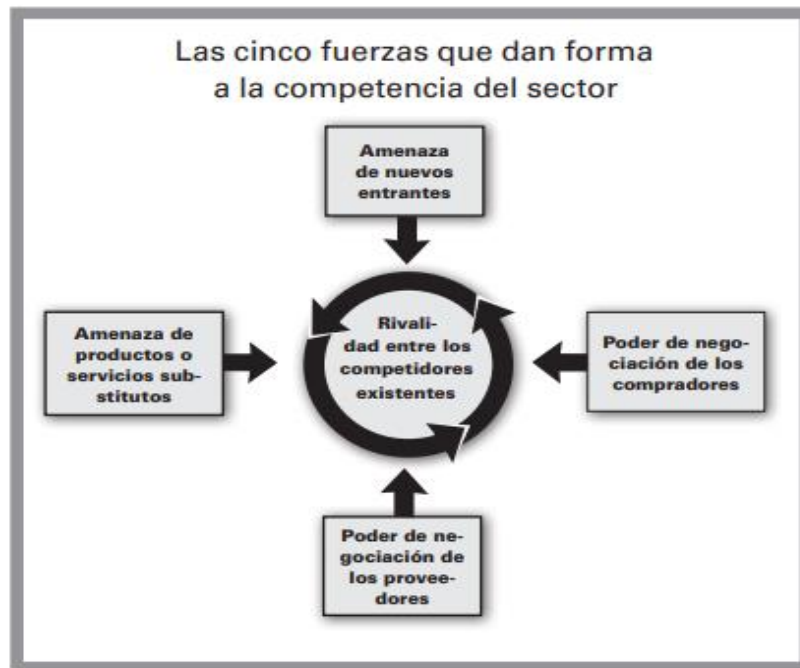 Las cinco fuerzas que dan forma
a la competencia del sector
Amenaza
de nuevos
entrantes
Amenaza de
productos o
servicios sub-
stitutos
Rivali-
dad entre los
competidores
existentes
Poder de nego-
ciación de los
compradores
Poder de ne-
gociación de
los provee-
dores